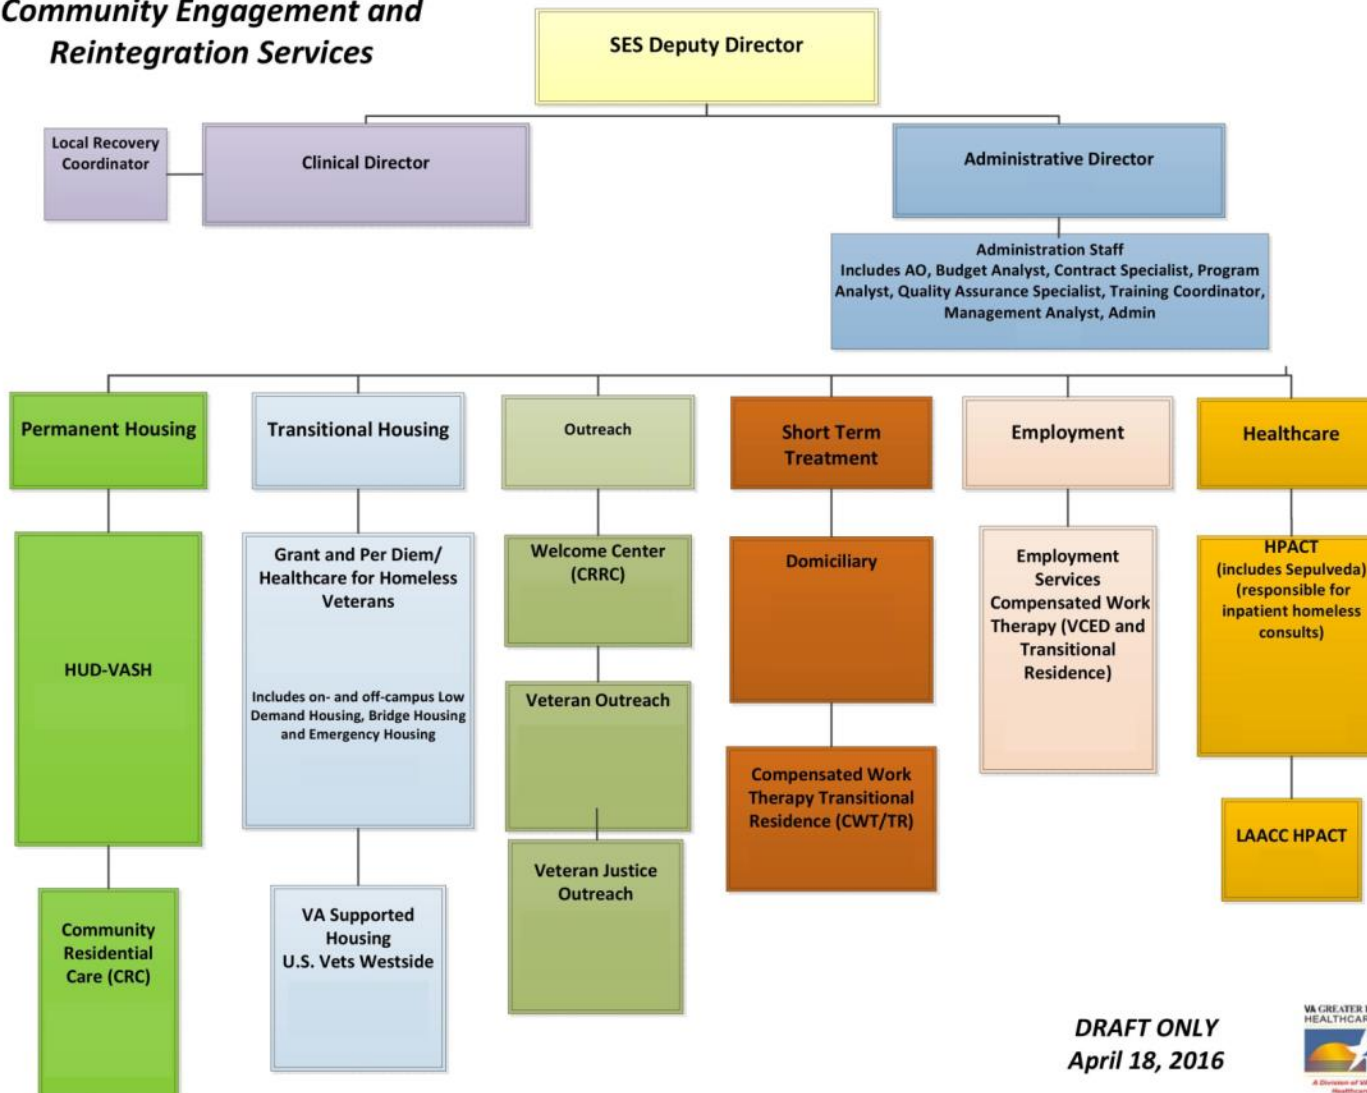 Community Engagement and
Reintegration Services
SES Deputy Director
Local Recovery
Coordinator
Clinical Director
Administrative Director
Administration Staff
Includes AO, Budget Analyst, Contract Specialist, Program
Analyst, Quality Assurance Specialist, Training Coordinator,
Management Analyst, Admin
Permanent Housing
Transitional Housing
Outreach
Short Term
Treatment
Employment
Healthcare
HUD-VASH
Community
Residential
Care (CRC)
Grant and Per Diem/
Healthcare for Homeless
Veterans
Includes on- and off-campus Low
Demand Housing, Bridge Housing
and Emergency Housing
VA Supported
Housing
U.S. Vets Westside
Welcome Center
(CRRC)
Veteran Outreach
Veteran Justice
Outreach
Domiciliary
Compensated Work
Therapy Transitional
Residence (CWT/TR)
Employment
Services
Compensated Work
Therapy (VCED and
Transitional
Residence)
HPACT
(includes Sepulveda)
(responsible for
inpatient homeless
consults)
LAACC HPACT
DRAFT ONLY
April 18, 2016
VA GREATER
A Division of